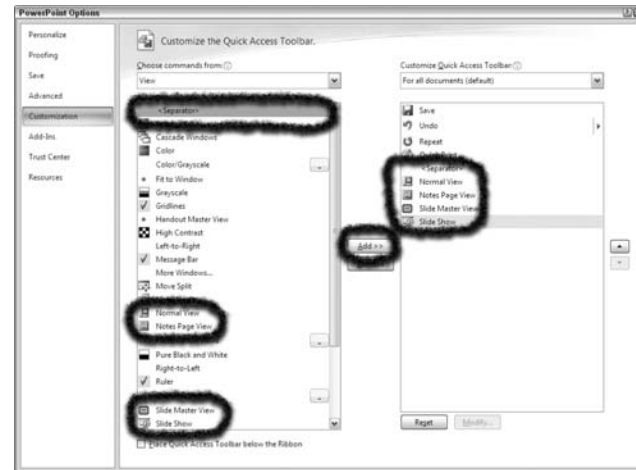 PowerPoint Options
Personalize
Proofing
Save
Advanced
Customization
Add-Ins
Trust Center
Resources
Customize the Quick Access Toolbar.
Choose commands from:
View
<Separator>
Cascade Windows
Color
Color/Grayscale
Fit to Window
Grayscale
Gridlines
Handout Master View
High Contrast
Left-to-Right
Message Bar
More Windows...
Move Split
Normal View
Notes Page View
Pure Black and White
Right-to-Left
Ruler
Slide Master View
Slide Show
Place Quick Access Toolbar below the Ribbon
Add >>
Customize Quick Access Toolbar:
For all documents (default)
Save
Undo
Repeat
<Separator>
Normal View
Notes Page View
Slide Master View
Slide Show
Reset
Modify...